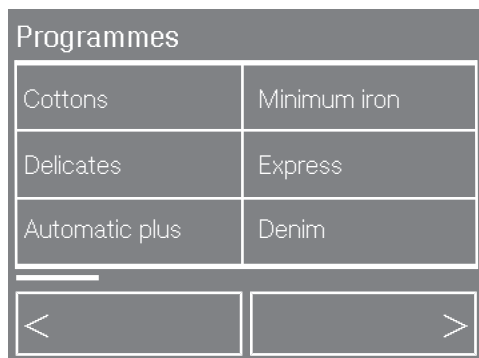 Programmes
Cottons Minimum iron
Delicates Express
Automatic plus Denim
< >